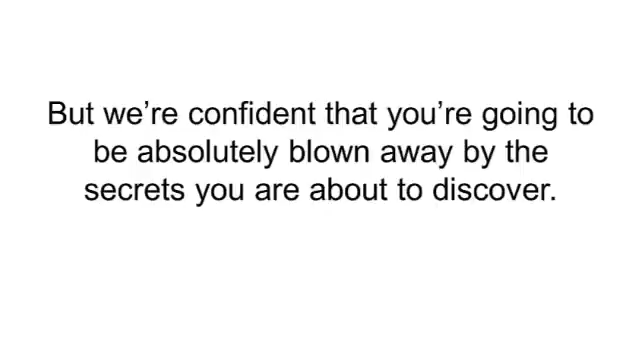 But we’re confident that you’re going to
be absolutely blown away by the
secrets you are about to discover.